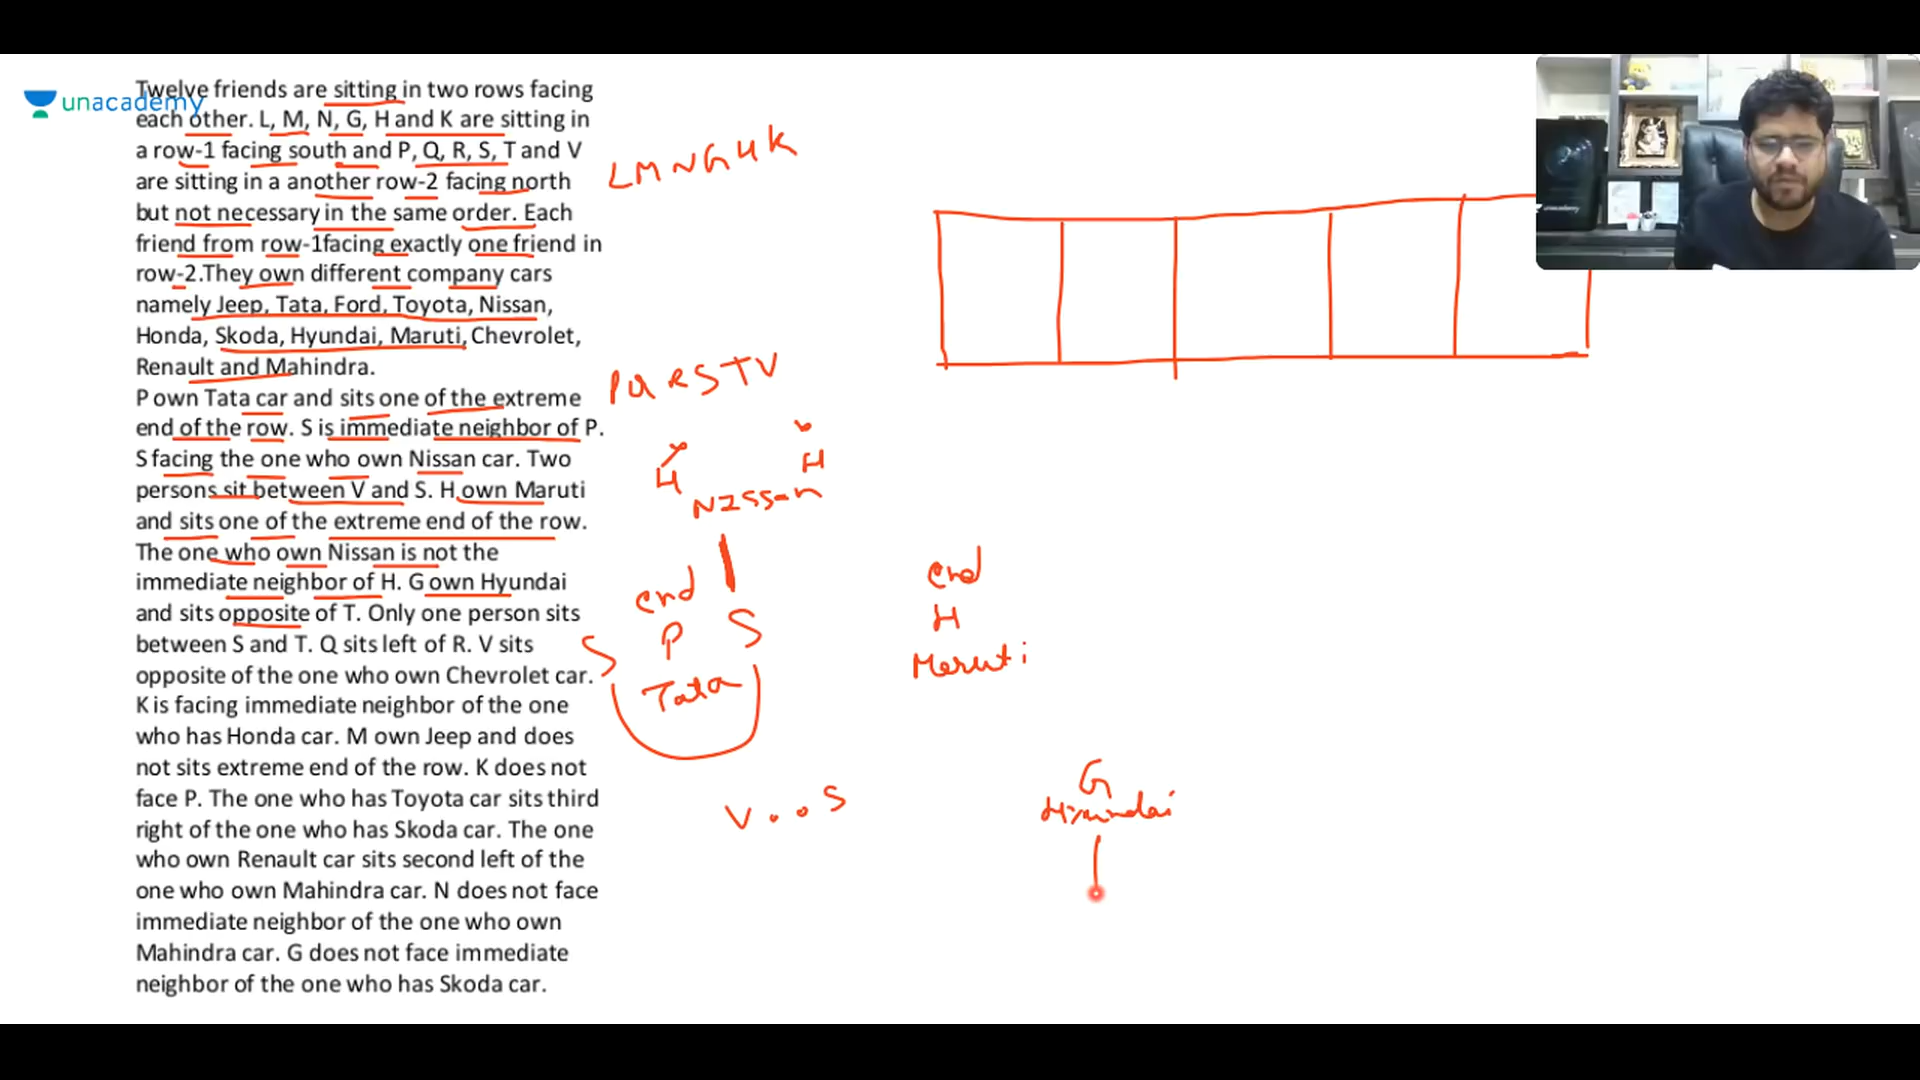 unacademy
Twelve friends are sitting in two rows facing
each other. L, M, N, G, H and K are sitting in
a row-1 facing south and P, Q, R, S, T and V
are sitting in a another row-2 facing north
but not necessary in the same order. Each
friend from row-1facing exactly one friend in
row-2.They own different company cars
namely Jeep, Tata, Ford, Toyota, Nissan,
Honda, Skoda, Hyundai, Maruti, Chevrolet,
Renault and Mahindra.
P own Tata car and sits one of the extreme
end of the row. S is immediate neighbor of P.
S facing the one who own Nissan car. Two
persons sit between V and S. H own Maruti
and sits one of the extreme end of the row.
The one who own Nissan is not the
immediate neighbor of H. G own Hyundai
and sits opposite of T. Only one person sits
between S and T. Q sits left of R. V sits
opposite of the one who own Chevrolet car.
K is facing immediate neighbor of the one
who has Honda car. M own Jeep and does
not sits extreme end of the row. K does not
face P. The one who has Toyota car sits third
right of the one who has Skoda car. The one
who own Renault car sits second left of the
one who own Mahindra car. N does not face
immediate neighbor of the one who own
Mahindra car. G does not face immediate
neighbor of the one who has Skoda car.
LMNGHK
PQRSTV
H H
Nissan
end
S P S
Tata
end
H
Maruti
V . . S
G